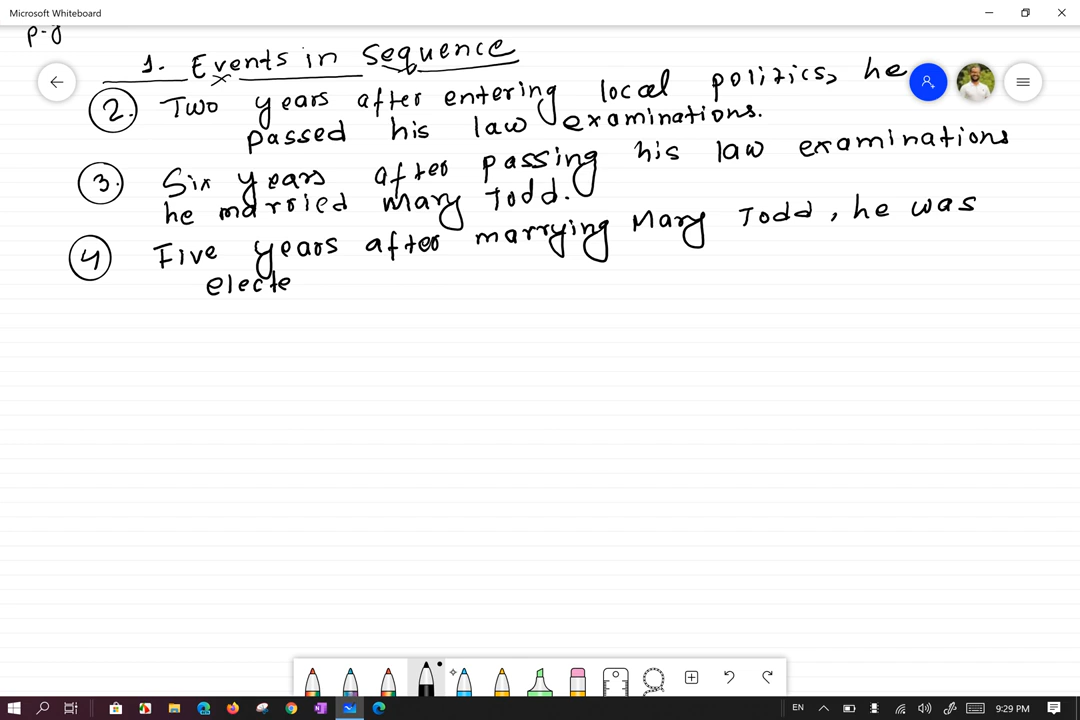 Microsoft Whiteboard
p-g
1. Events in Sequence
2. Two years after entering local politics, he
passed his law examinations.
3. Six years after passing his law examinations
he married Mary Todd.
4 Five years after marrying Mary Todd, he was
electe
EN 9:29 PM